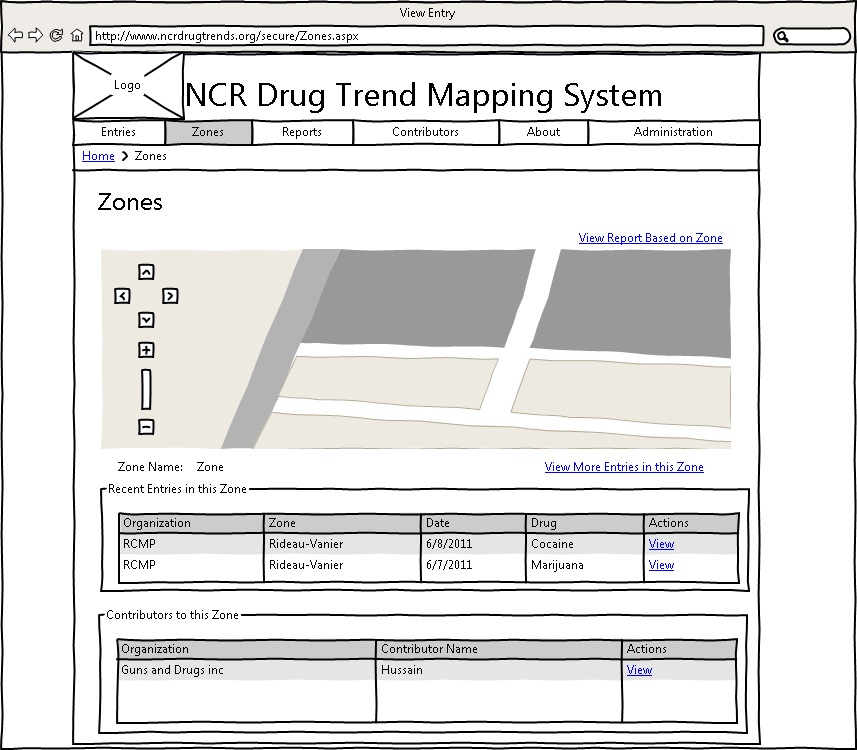 View Entry
http://www.ncrdrugtrends.org/secure/Zones.aspx
Logo
NCR Drug Trend Mapping System
Entries Zones Reports Contributors About Administration
Home > Zones
Zones
View Report Based on Zone
Zone Name: Zone View More Entries in this Zone
Recent Entries in this Zone
Organization Zone Date Drug Actions
RCMP Rideau-Vanier 6/8/2011 Cocaine View
RCMP Rideau-Vanier 6/7/2011 Marijuana View
Contributors to this Zone
Organization Contributor Name Actions
Guns and Drugs inc Hussain View